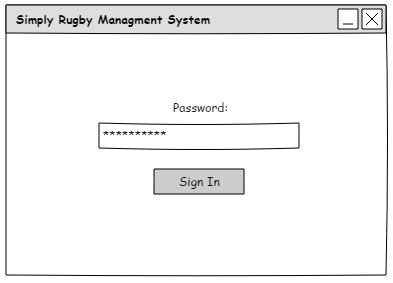 Simply Rugby Managment System
Password:
**********
Sign In